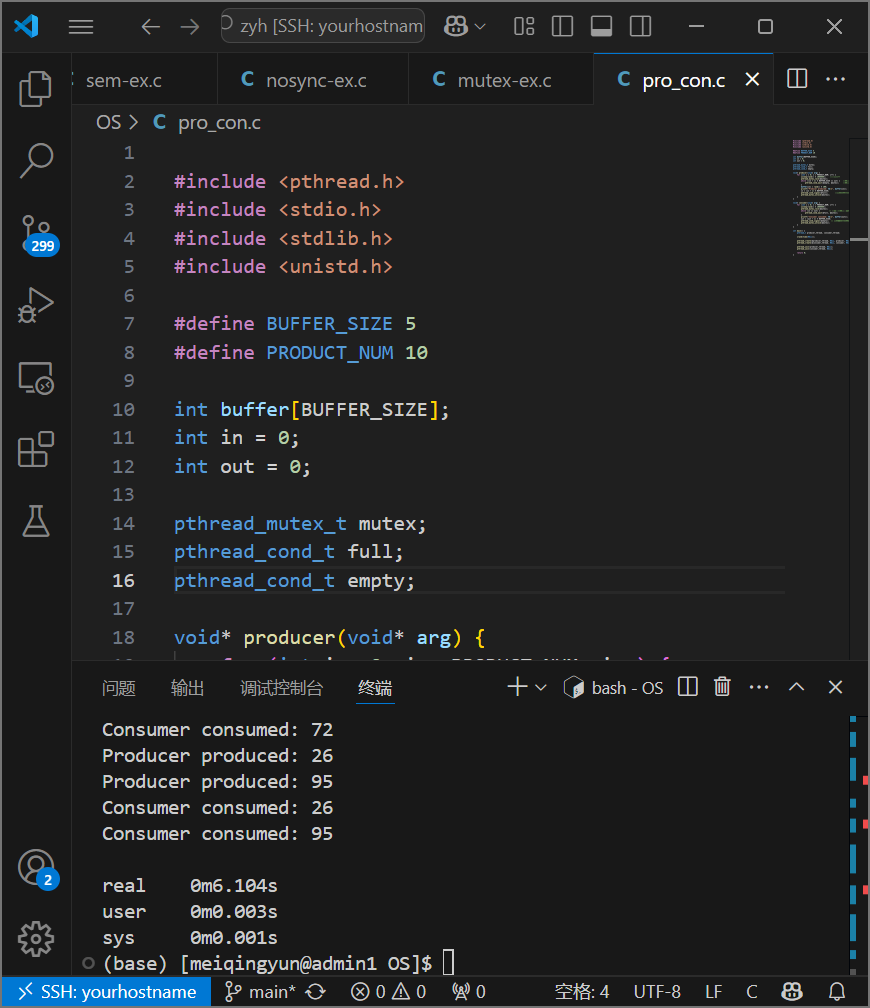 zyh [SSH: yourhostnam
sem-ex.c
C nosync-ex.c
C mutex-ex.c
C pro_con.c
OS > C pro_con.c
1
2 #include <pthread.h>
3 #include <stdio.h>
4 #include <stdlib.h>
5 #include <unistd.h>
6
7 #define BUFFER_SIZE 5
8 #define PRODUCT_NUM 10
9
10 int buffer[BUFFER_SIZE];
11 int in = 0;
12 int out = 0;
13
14 pthread_mutex_t mutex;
15 pthread_cond_t full;
16 pthread_cond_t empty;
17
18 void* producer(void* arg) {
299
问题 输出 调试控制台 终端
bash - OS
Consumer consumed: 72
Producer produced: 26
Producer produced: 95
Consumer consumed: 26
Consumer consumed: 95
real 0m6.104s
user 0m0.003s
sys 0m0.001s
(base) [meiqingyun@admin1 OS]$
2
SSH: yourhostname main* 0 0 0 空格: 4 UTF-8 LF C